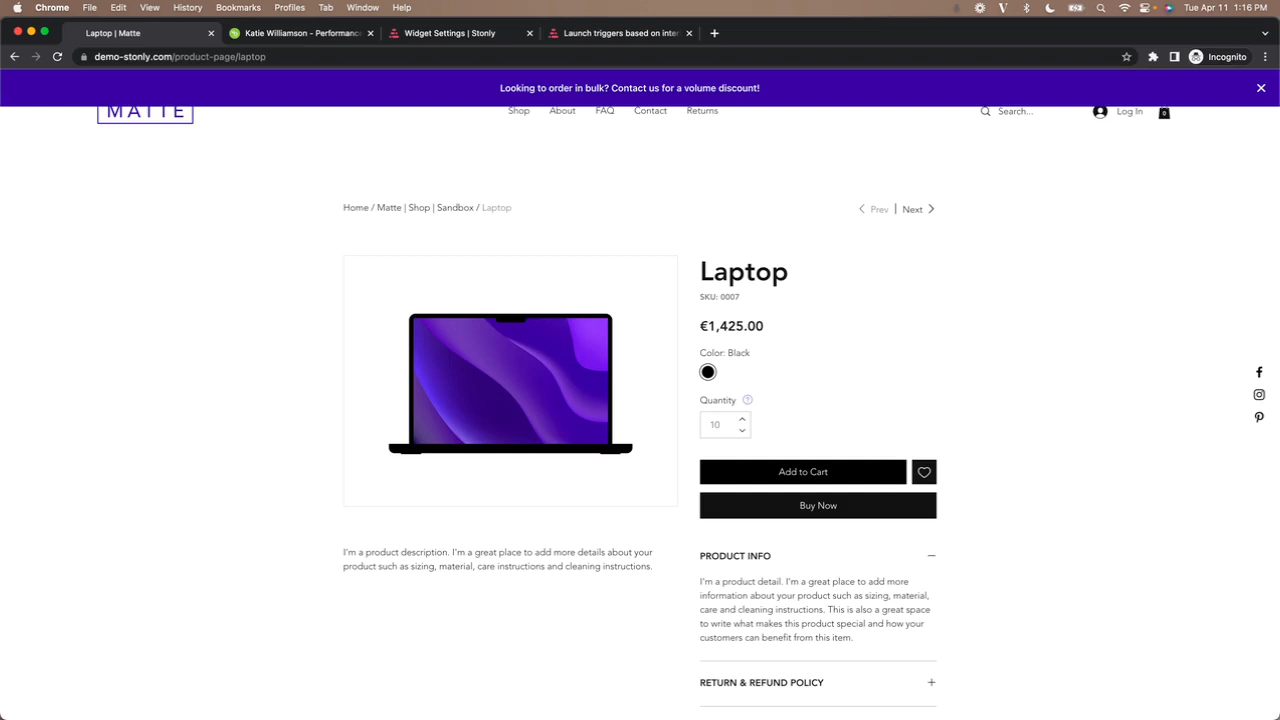 Chrome File Edit View History Bookmarks Profiles Tab Window Help Mon Aug 1 1:16 PM
Laptop | Matte
Katie Williamson - Performanc
Widget Settings | Stonly
Launch triggers based on inter
demo-stonly.com/product-page/laptop
Incognito
Looking to order in bulk? Contact us for a volume discount!
MATTE
Shop About FAQ Contact Returns
Search...
Log In
0
Home / Matte | Shop | Sandbox / Laptop
Prev | Next
Laptop
SKU: 0007
€1,425.00
Color: Black
Quantity
10
Add to Cart
Buy Now
I'm a product description. I'm a great place to add more details about your
product such as sizing, material, care instructions and cleaning instructions.
PRODUCT INFO
I'm a product detail. I'm a great place to add more
information about your product such as sizing, material,
care and cleaning instructions. This is also a great space
to write what makes this product special and how your
customers can benefit from this item.
RETURN & REFUND POLICY